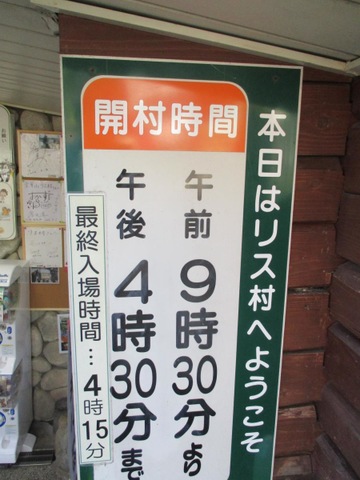 本日はリス村へようこそ
開村時間
午前9時30分より
午後4時30分まで
最終入場時間…4時15分